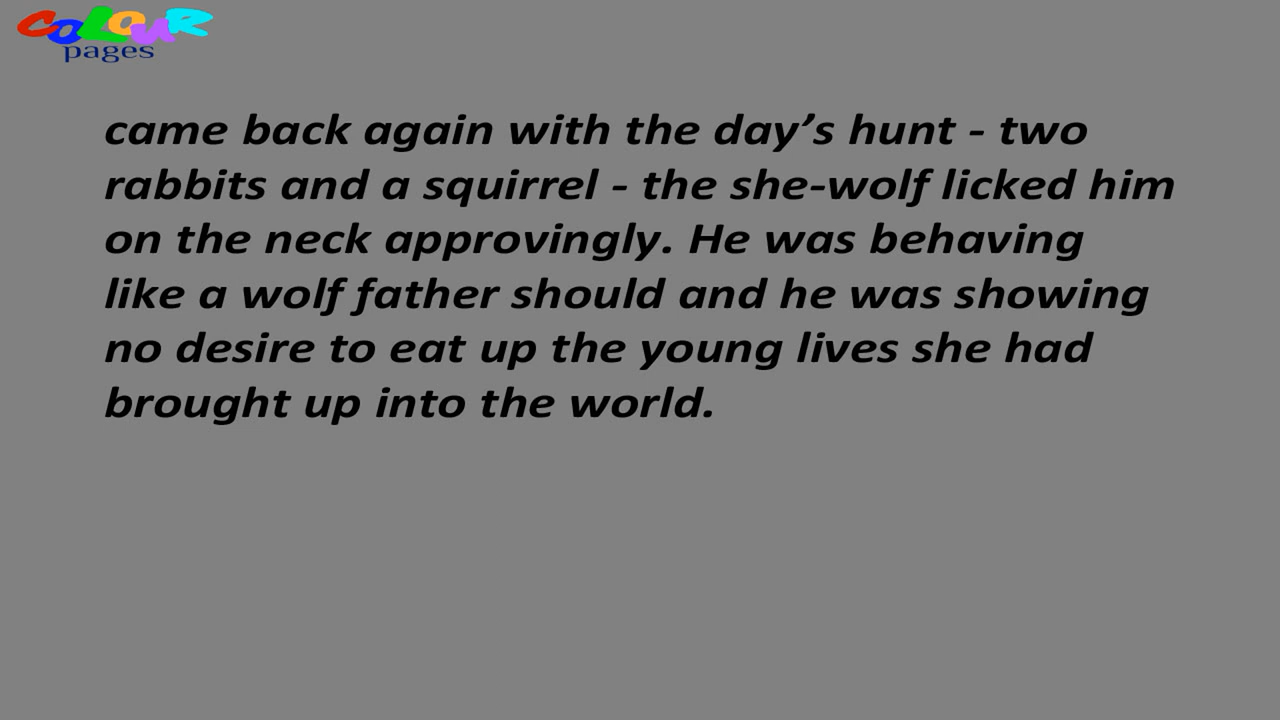 COLOUR
pages
came back again with the day’s hunt - two
rabbits and a squirrel - the she-wolf licked him
on the neck approvingly. He was behaving
like a wolf father should and he was showing
no desire to eat up the young lives she had
brought up into the world.